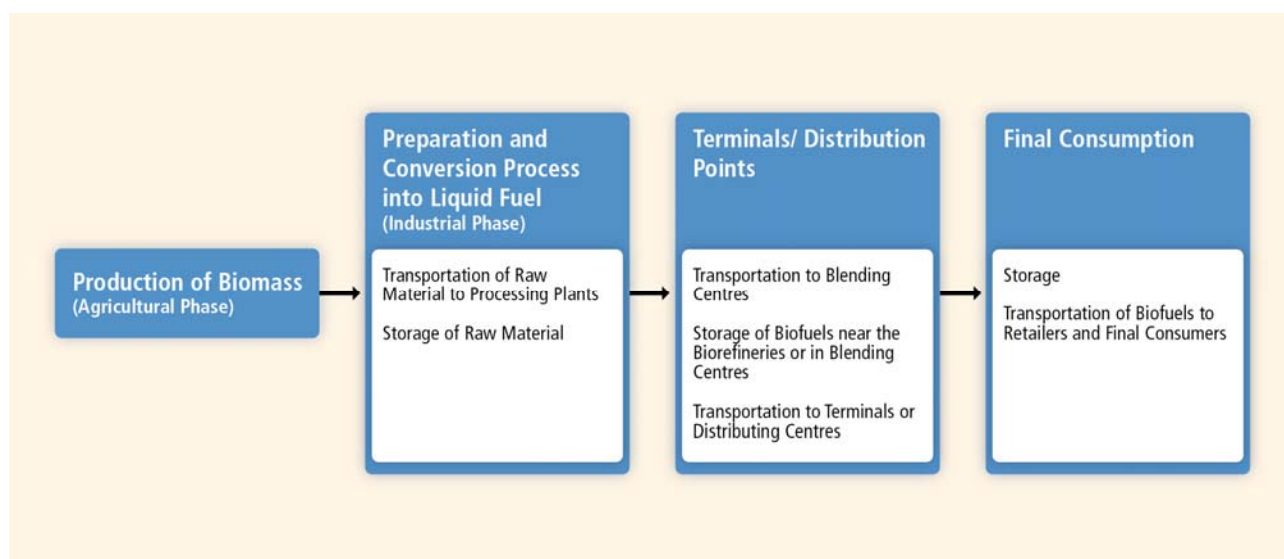 Production of Biomass
(Agricultural Phase)
Preparation and
Conversion Process
into Liquid Fuel
(Industrial Phase)
Transportation of Raw
Material to Processing Plants
Storage of Raw Material
Terminals/ Distribution
Points
Transportation to Blending
Centres
Storage of Biofuels near the
Biorefineries or in Blending
Centres
Transportation to Terminals or
Distributing Centres
Final Consumption
Storage
Transportation of Biofuels to
Retailers and Final Consumers